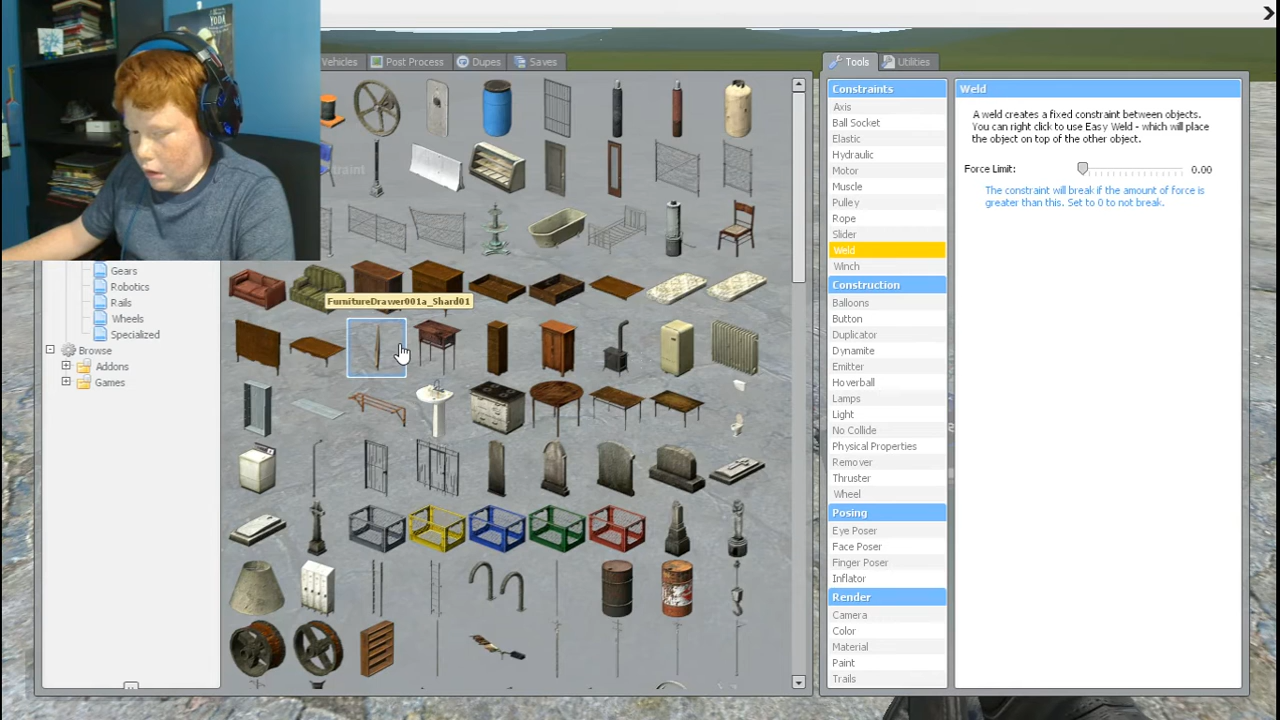 YODA
Vehicles
Post Process
Dupes
Saves
Tools
Utilities
Gears
Robotics
Rails
Wheels
Specialized
Browse
Addons
Games
FurnitureDrawer001a_Shard01
Constraints
Axis
Ball Socket
Elastic
Hydraulic
Motor
Muscle
Pulley
Rope
Slider
Weld
Winch
Construction
Balloons
Button
Duplicator
Dynamite
Emitter
Hoverball
Lamps
Light
No Collide
Physical Properties
Remover
Thruster
Wheel
Posing
Eye Poser
Face Poser
Finger Poser
Inflator
Render
Camera
Color
Material
Paint
Trails
Weld
A weld creates a fixed constraint between objects.
You can right click to use Easy Weld - which will place
the object on top of the other object.
Force Limit: 0.00
The constraint will break if the amount of force is
greater than this. Set to 0 to not break.